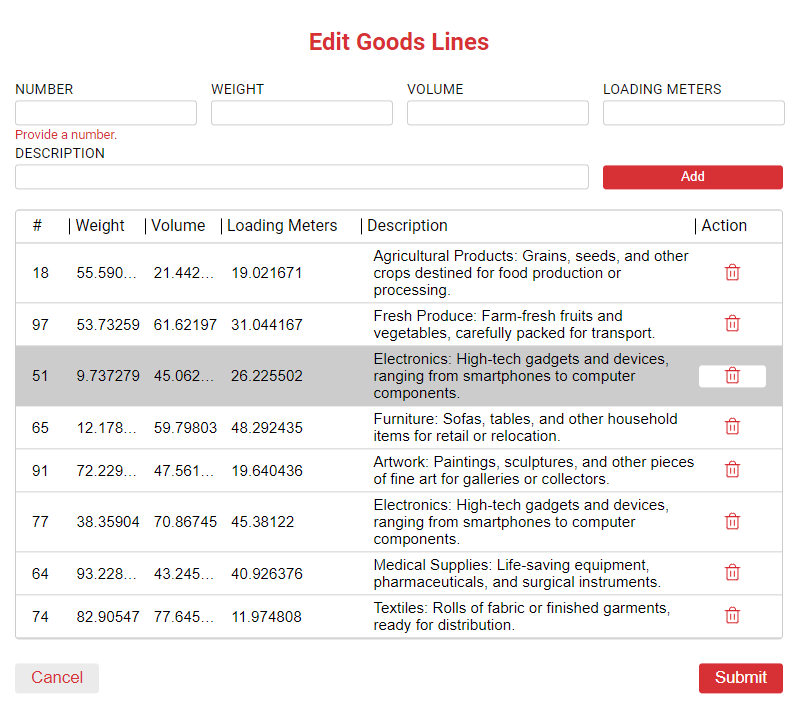 Edit Goods Lines
NUMBER WEIGHT VOLUME LOADING METERS
Provide a number.
DESCRIPTION
Add
# Weight Volume Loading Meters Description Action
18 55.590... 21.442... 19.021671 Agricultural Products: Grains, seeds, and other
crops destined for food production or
processing.
97 53.73259 61.62197 31.044167 Fresh Produce: Farm-fresh fruits and
vegetables, carefully packed for transport.
51 9.737279 45.062... 26.225502 Electronics: High-tech gadgets and devices,
ranging from smartphones to computer
components.
65 12.178... 59.79803 48.292435 Furniture: Sofas, tables, and other household
items for retail or relocation.
91 72.229... 47.561... 19.640436 Artwork: Paintings, sculptures, and other pieces
of fine art for galleries or collectors.
77 38.35904 70.86745 45.38122 Electronics: High-tech gadgets and devices,
ranging from smartphones to computer
components.
64 93.228... 43.245... 40.926376 Medical Supplies: Life-saving equipment,
pharmaceuticals, and surgical instruments.
74 82.90547 77.645... 11.974808 Textiles: Rolls of fabric or finished garments,
ready for distribution.
Cancel Submit